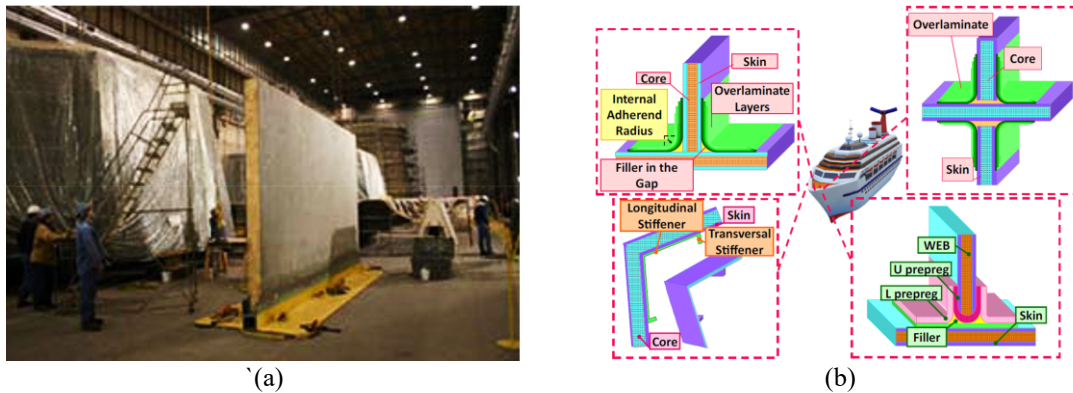 Core
Skin
Internal
Adherend
Radius
Overlaminate
Layers
Filler in the
Gap
Overlaminate
Core
Skin
Longitudinal
Stiffener
Skin
Transversal
Stiffener
Core
WEB
U prepreg
L prepreg
Filler
Skin
`(a)
(b)